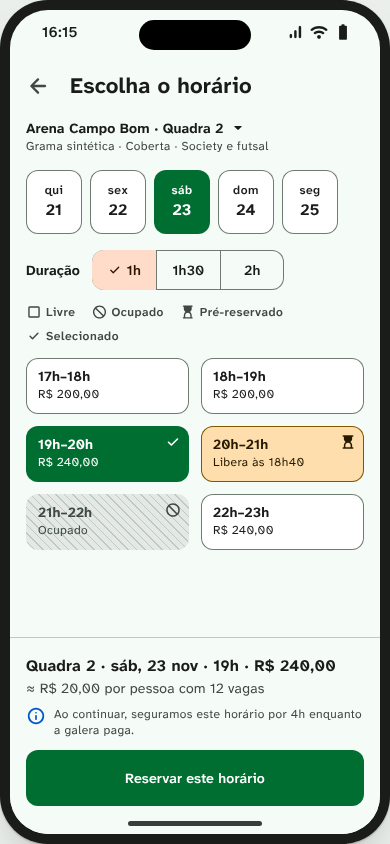 16:15
Escolha o horário
Arena Campo Bom · Quadra 2
Grama sintética · Coberta · Society e futsal
qui sex sáb dom seg
21 22 23 24 25
Duração 1h 1h30 2h
Livre Ocupado Pré-reservado
Selecionado
17h–18h 18h–19h
R$ 200,00 R$ 200,00
19h–20h 20h–21h
R$ 240,00 Libera às 18h40
21h–22h 22h–23h
Ocupado R$ 240,00
Quadra 2 · sáb, 23 nov · 19h · R$ 240,00
≈ R$ 20,00 por pessoa com 12 vagas
Ao continuar, seguramos este horário por 4h enquanto
a galera paga.
Reservar este horário